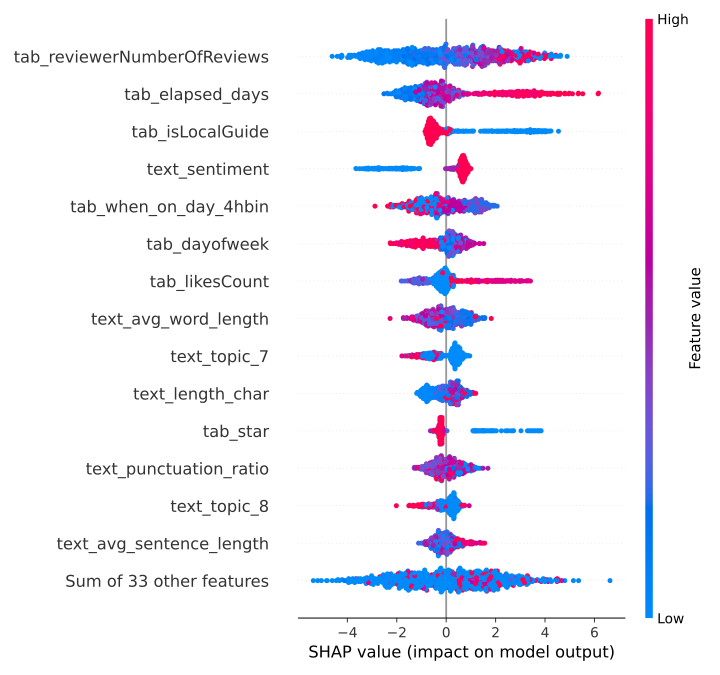 High
tab_reviewerNumberOfReviews
tab_elapsed_days
tab_isLocalGuide
text_sentiment
tab_when_on_day_4hbin
tab_dayofweek
tab_likesCount
text_avg_word_length
text_topic_7
text_length_char
tab_star
text_punctuation_ratio
text_topic_8
text_avg_sentence_length
Sum of 33 other features
Low
Feature value
−4 −2 0 2 4 6
SHAP value (impact on model output)